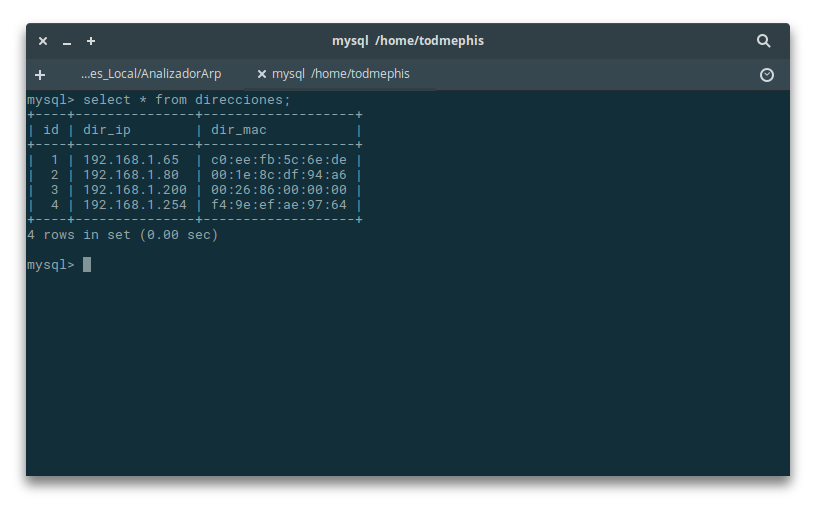 mysql  /home/todmephis
...es_Local/AnalizadorArp
mysql  /home/todmephis
mysql> select * from direcciones;
+----+---------------+-------------------+
| id | dir_ip        | dir_mac           |
+----+---------------+-------------------+
|  1 | 192.168.1.65  | c0:ee:fb:5c:6e:de |
|  2 | 192.168.1.80  | 00:1e:8c:df:94:a6 |
|  3 | 192.168.1.200 | 00:26:86:00:00:00 |
|  4 | 192.168.1.254 | f4:9e:ef:ae:97:64 |
+----+---------------+-------------------+
4 rows in set (0.00 sec)
mysql>